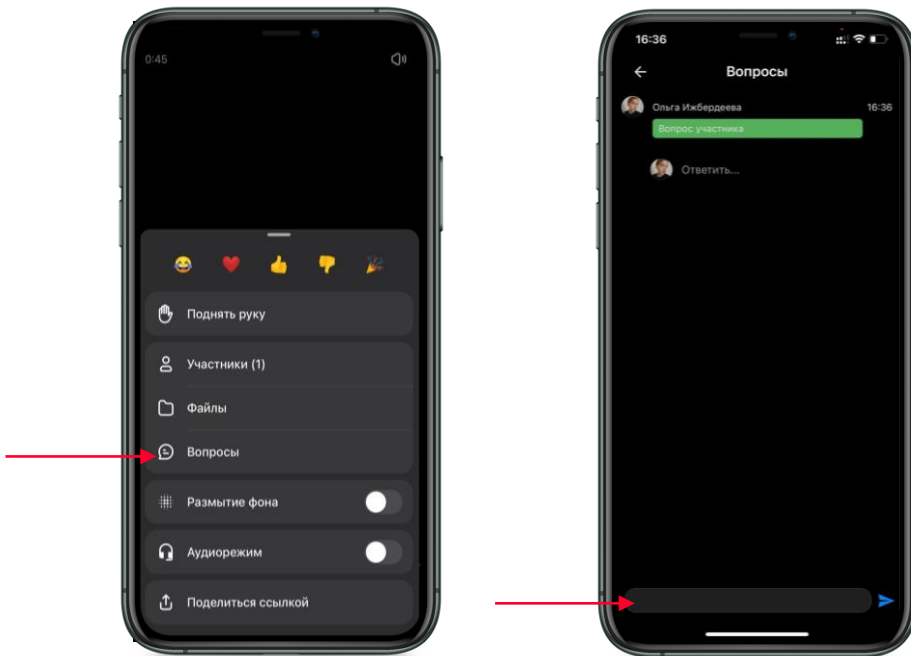 0:45
Поднять руку
Участники (1)
Файлы
Вопросы
Размытие фона
Аудиорежим
Поделиться ссылкой
16:36
Вопросы
Ольга Ижбердеева 16:36
Вопрос участника
Ответить...